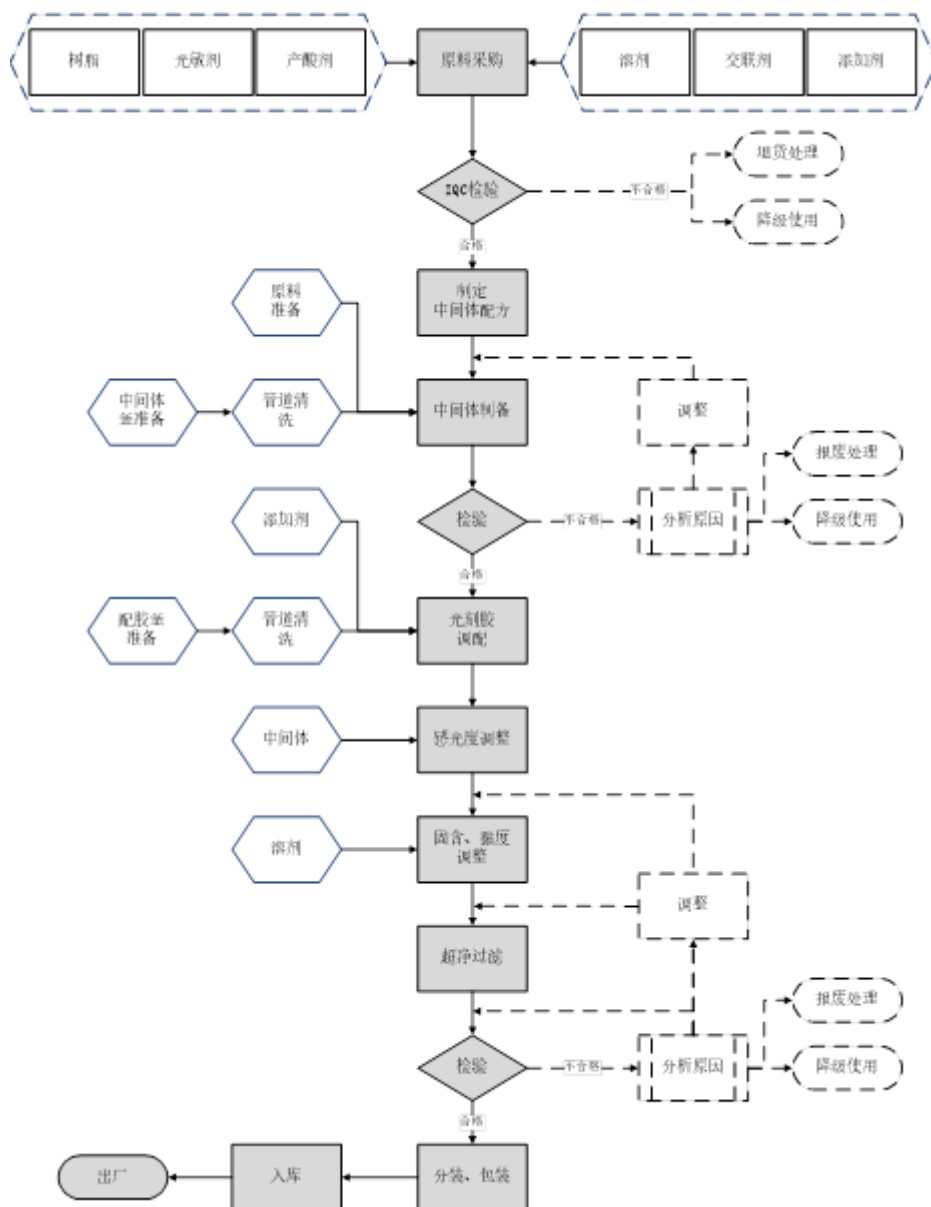 树脂
光敏剂
产酸剂
原料采购
溶剂
交联剂
添加剂
退货处理
IQC检验
不合格
降级使用
合格
原料
准备
制定
中间体配方
中间体
釜准备
管道清
洗
中间体制备
调整
报废处理
添加剂
检验
不合格
分析原因
降级使用
合格
配胶釜
准备
管道清
洗
光刻胶
调配
中间体
感光度调整
溶剂
固含、黏度
调整
调整
超净过滤
报废处理
检验
不合格
分析原因
降级使用
合格
出厂
入库
分装、包装